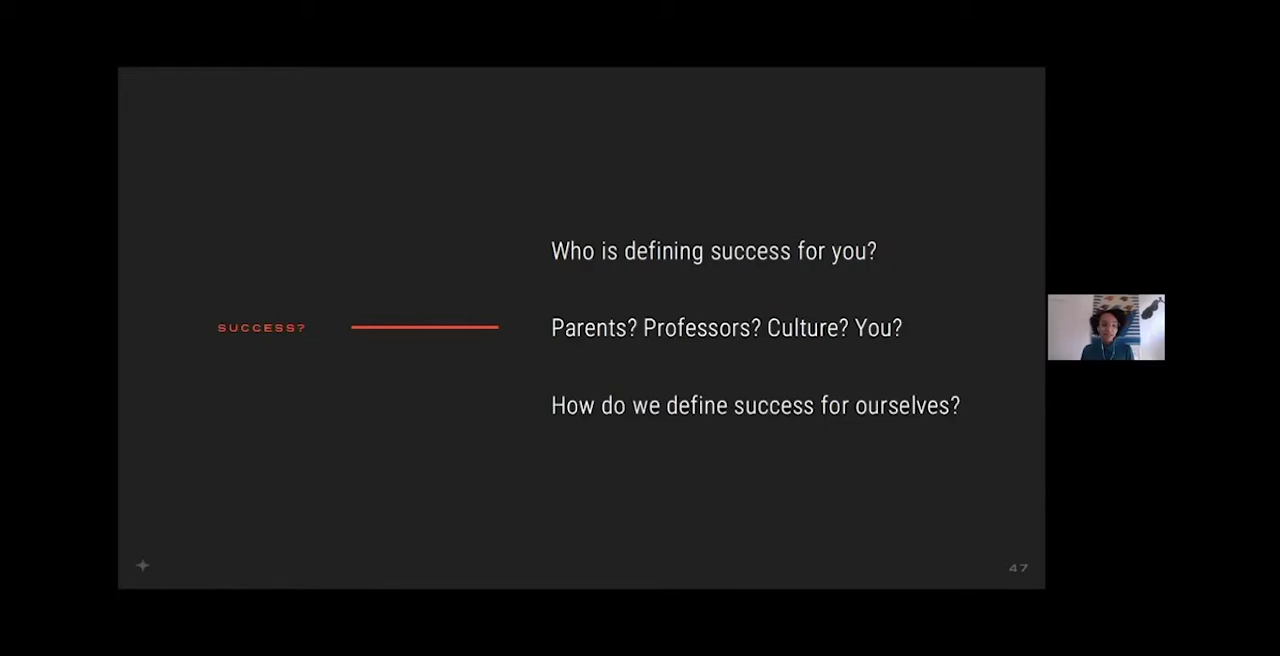 Who is defining success for you?
SUCCESS?
Parents? Professors? Culture? You?
How do we define success for ourselves?
47